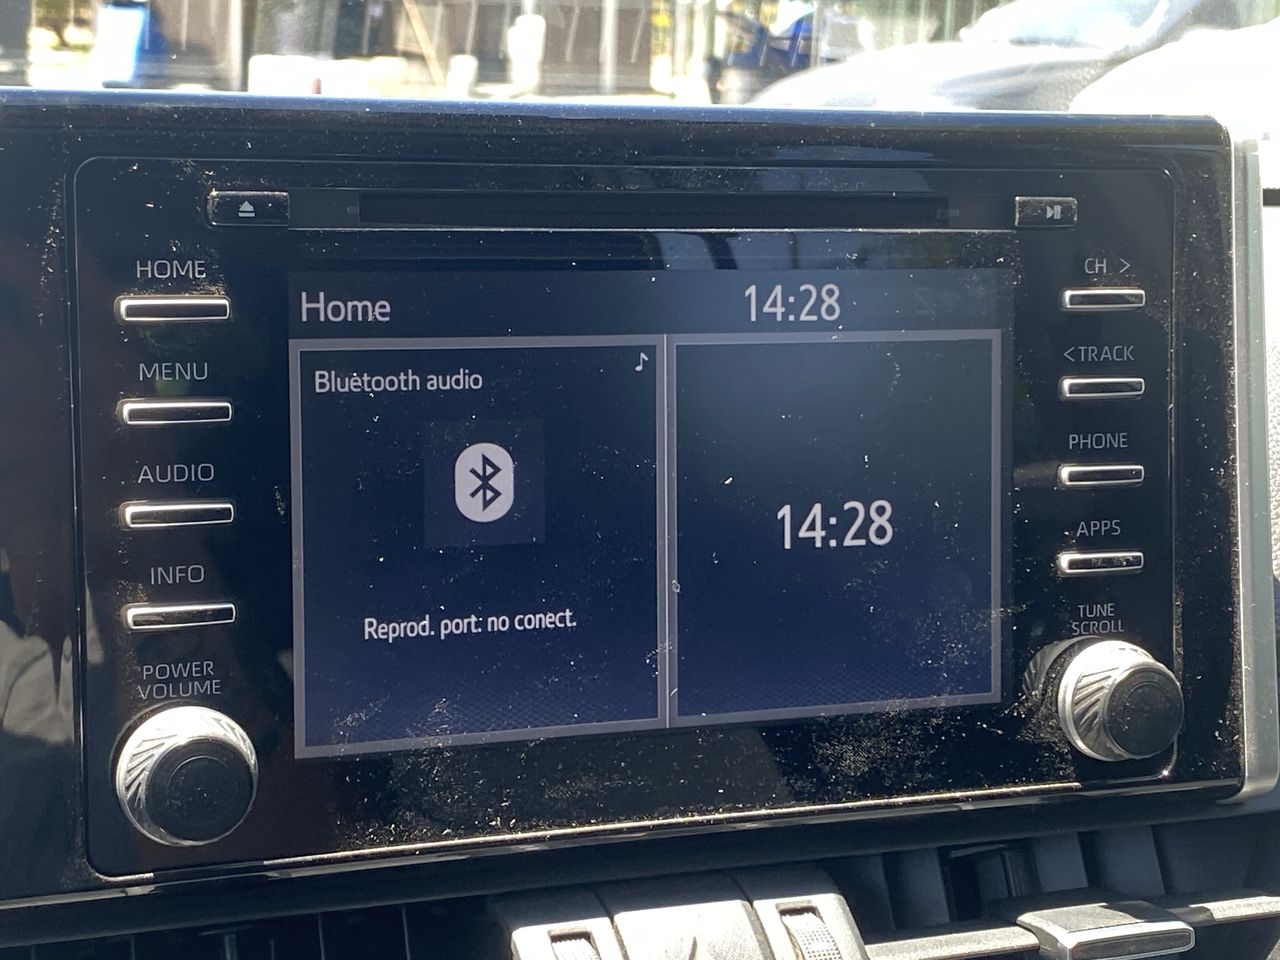 HOME
MENU
AUDIO
INFO
POWER
VOLUME
Home
14:28
Bluetooth audio
Reprod. port: no conect.
14:28
CH >
<TRACK
PHONE
APPS
TUNE
SCROLL